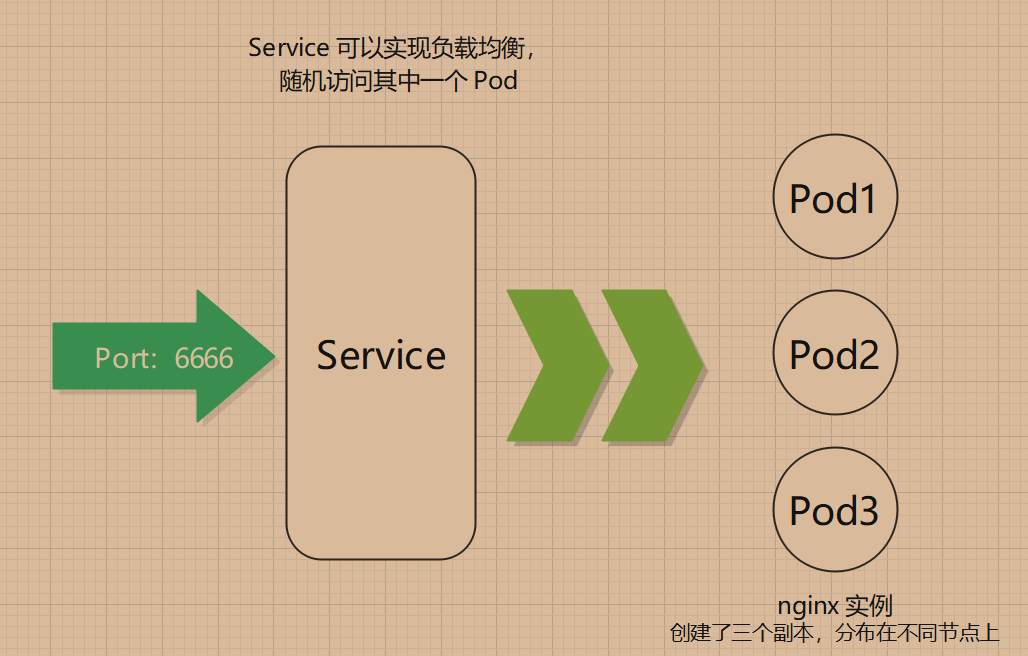 Service 可以实现负载均衡，
随机访问其中一个 Pod
Pod1
Port: 6666
Service
Pod2
Pod3
nginx 实例
创建了三个副本，分布在不同节点上